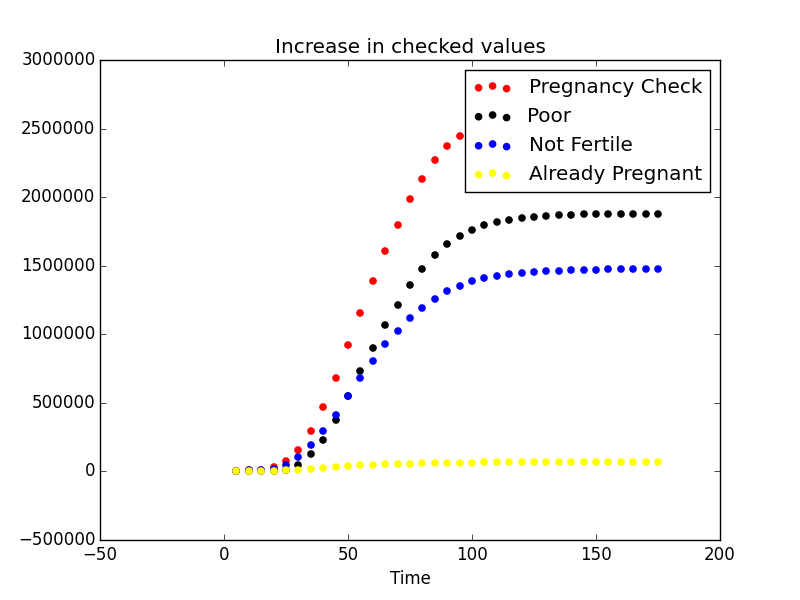 Increase in checked values
3000000
2500000
2000000
1500000
1000000
500000
0
−500000
Pregnancy Check
Poor
Not Fertile
Already Pregnant
−50
0
50
100
150
200
Time